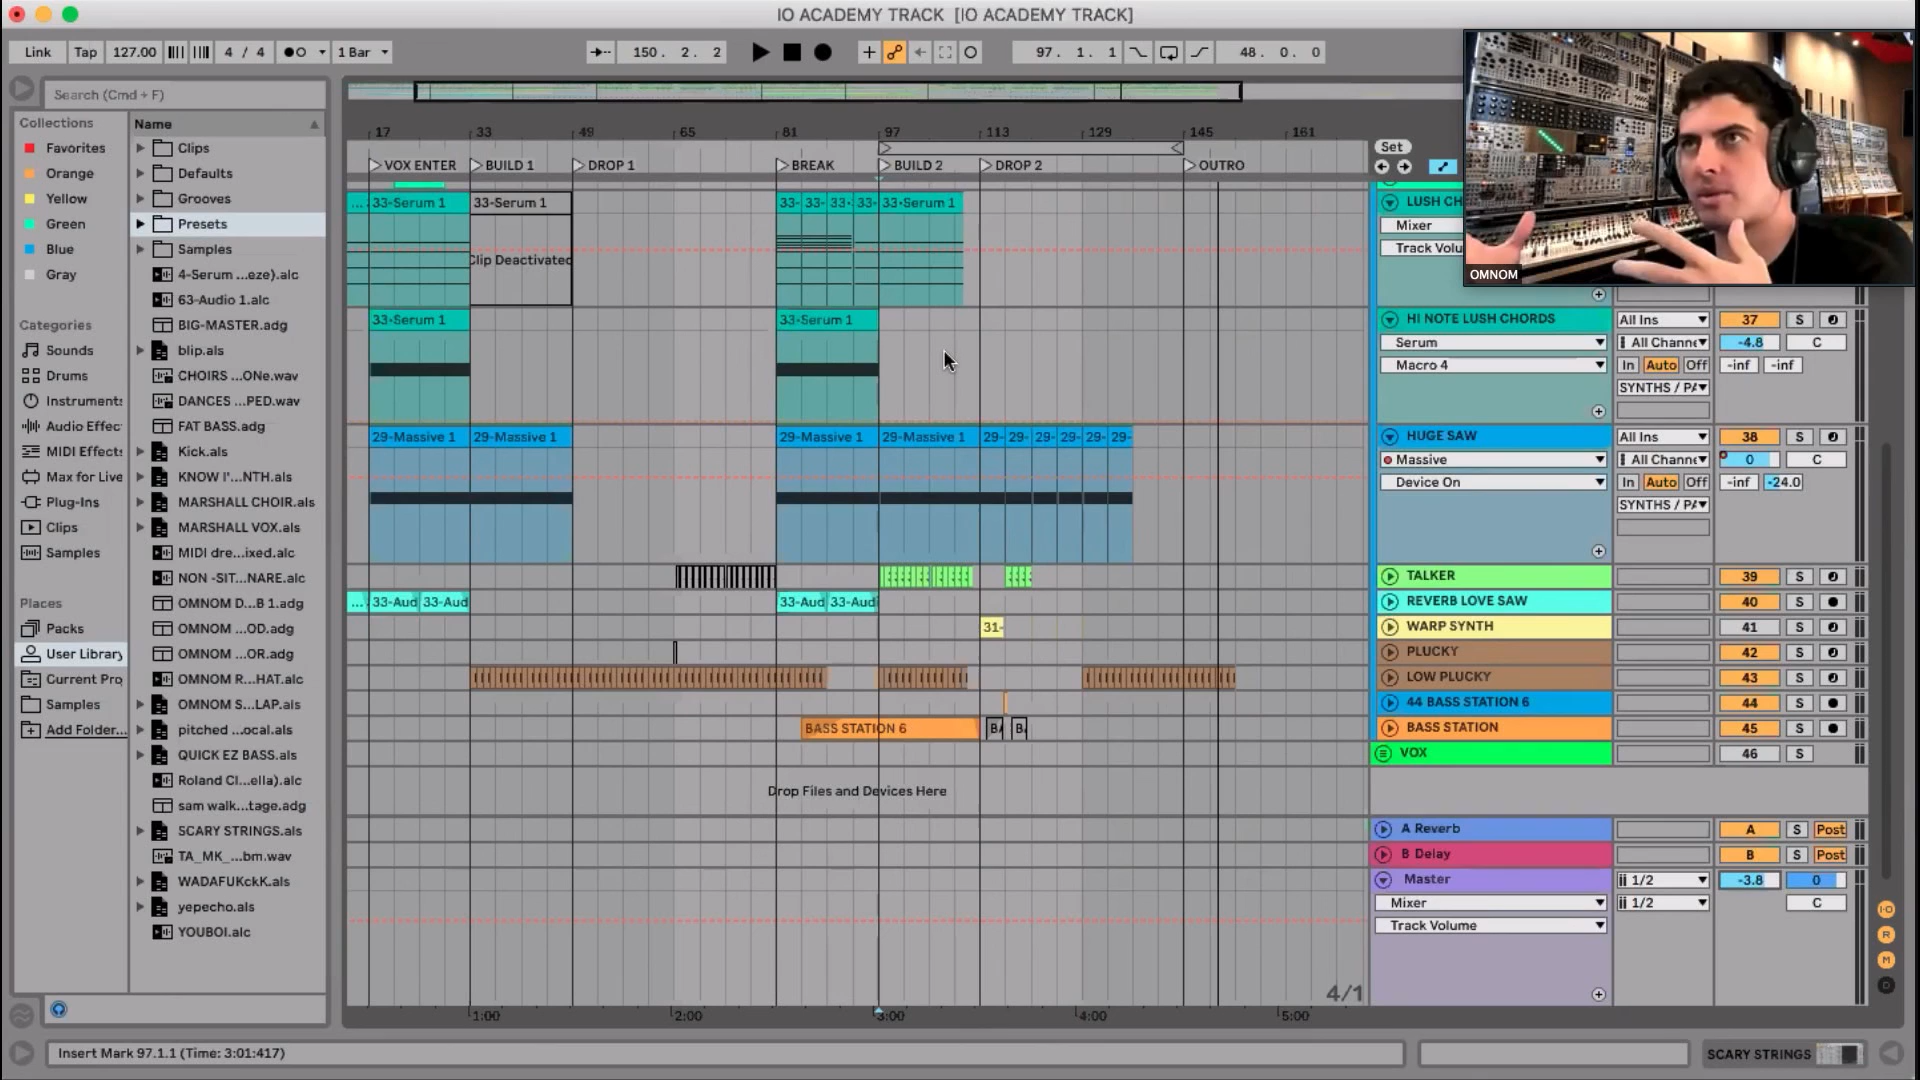 IO ACADEMY TRACK [IO ACADEMY TRACK]
Link Tap 127.00 4 / 4 1 Bar 150. 2. 2 97. 1. 1 48. 0. 0
Search (Cmd + F)
Collections
Favorites
Orange
Yellow
Green
Blue
Gray
Categories
Sounds
Drums
Instruments
Audio Effec
MIDI Effects
Max for Live
Plug-Ins
Clips
Samples
Places
Packs
User Library
Current Pro
Samples
Add Folder...
Name
Clips
Defaults
Grooves
Presets
Samples
4-Serum ...eze).alc
63-Audio 1.alc
BIG-MASTER.adg
blip.als
CHOIRS ...ONe.wav
DANCES ...PED.wav
FAT BASS.adg
Kick.als
KNOW I'...NTH.als
MARSHALL CHOIR.als
MARSHALL VOX.als
MIDI dre...ixed.alc
NON -SIT...NARE.alc
OMNOM D...B 1.adg
OMNOM ...OD.adg
OMNOM ...OR.adg
OMNOM R...HAT.alc
OMNOM S...LAP.als
pitched ...ocal.als
QUICK EZ BASS.als
Roland Cl...ella).alc
sam walk...tage.adg
SCARY STRINGS.als
TA_MK_...bm.wav
WADAFUKckK.als
yepecho.als
YOUBOI.alc
17 33 49 65 81 97 113 129 145 161
VOX ENTER BUILD 1 DROP 1 BREAK BUILD 2 DROP 2 OUTRO
... 33-Serum 1 33-Serum 1 33- 33- 33- 33- 33-Serum 1
Clip Deactivated
33-Serum 1 33-Serum 1
29-Massive 1 29-Massive 1 29-Massive 1 29-Massive 1 29- 29- 29- 29- 29- 29-
... 33-Aud 33-Aud 33-Aud 33-Aud
31-
BASS STATION 6 BA B
Drop Files and Devices Here
4/1
1:00 2:00 3:00 4:00 5:00
Set
LUSH CH
Mixer
Track Volu
OMNOM
HI NOTE LUSH CHORDS All Ins 37 S
Serum All Channe -4.8 C
Macro 4 In Auto Off -inf -inf
SYNTHS / PA
HUGE SAW All Ins 38 S
Massive All Channe 0 C
Device On In Auto Off -inf -24.0
SYNTHS / PA
TALKER 39 S
REVERB LOVE SAW 40 S
WARP SYNTH 41 S
PLUCKY 42 S
LOW PLUCKY 43 S
44 BASS STATION 6 44 S
BASS STATION 45 S
VOX 46 S
A Reverb A S Post
B Delay B S Post
Master 1/2 -3.8 0
Mixer 1/2 C
Track Volume
I·O
R
M
D
Insert Mark 97.1.1 (Time: 3:01:417)
SCARY STRINGS